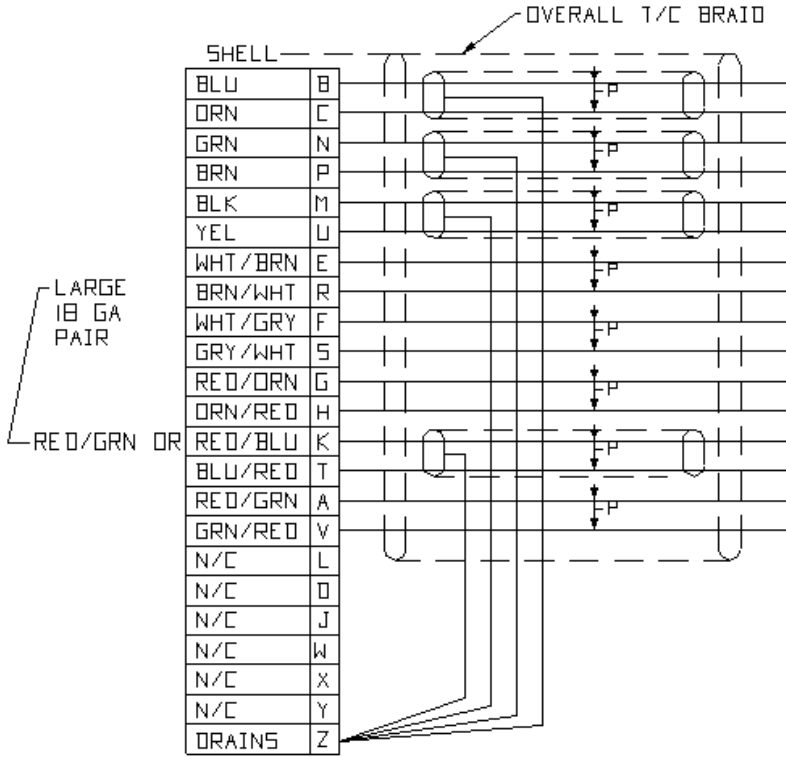 OVERALL T/C BRAID
SHELL
BLU B
ORN C
P
GRN N
BRN P
P
BLK M
YEL U
P
WHT/BRN E
BRN/WHT R
P
LARGE
18 GA
PAIR
WHT/GRY F
GRY/WHT S
P
RED/ORN G
ORN/RED H
P
RED/GRN OR RED/BLU K
BLU/RED T
P
RED/GRN A
GRN/RED V
P
N/C L
N/C D
N/C J
N/C W
N/C X
N/C Y
DRAINS Z